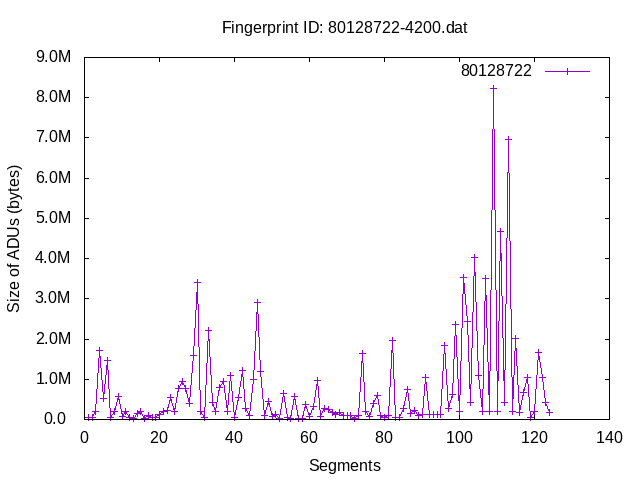 Fingerprint ID: 80128722-4200.dat
9.0M
8.0M
7.0M
6.0M
5.0M
4.0M
3.0M
2.0M
1.0M
0.0
80128722
Size of ADUs (bytes)
0 20 40 60 80 100 120 140
Segments